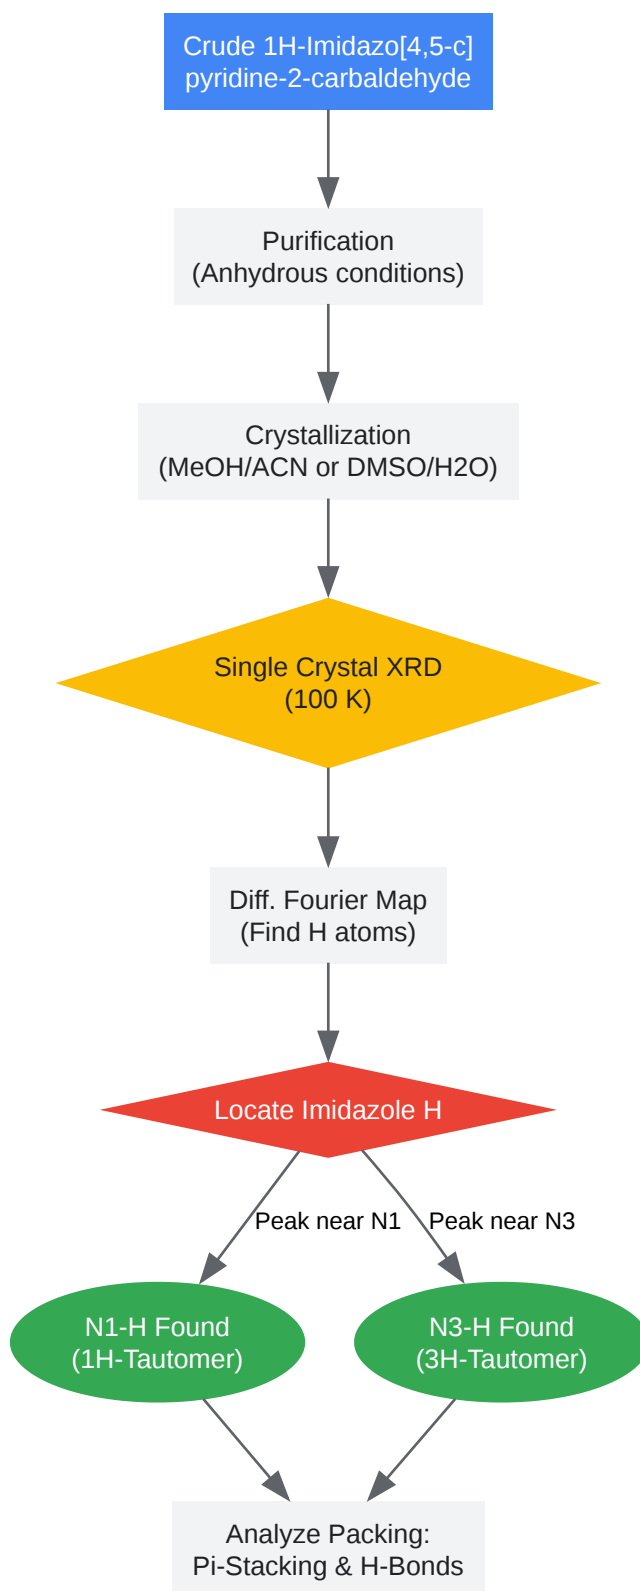 Crude 1H-Imidazo[4,5-c]
pyridine-2-carbaldehyde
Purification
(Anhydrous conditions)
Crystallization
(MeOH/ACN or DMSO/H2O)
Single Crystal XRD
(100 K)
Diff. Fourier Map
(Find H atoms)
Locate Imidazole H
Peak near N1
Peak near N3
N1-H Found
(1H-Tautomer)
N3-H Found
(3H-Tautomer)
Analyze Packing:
Pi-Stacking & H-Bonds